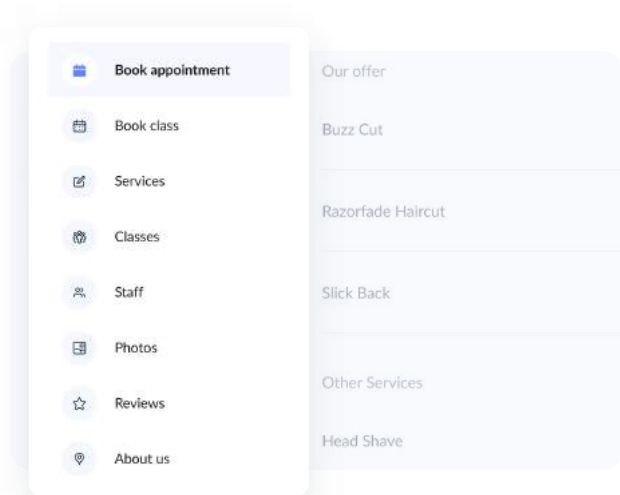 Book appointment
Book class
Services
Classes
Staff
Photos
Reviews
About us
Our offer
Buzz Cut
Razorfade Haircut
Slick Back
Other Services
Head Shave